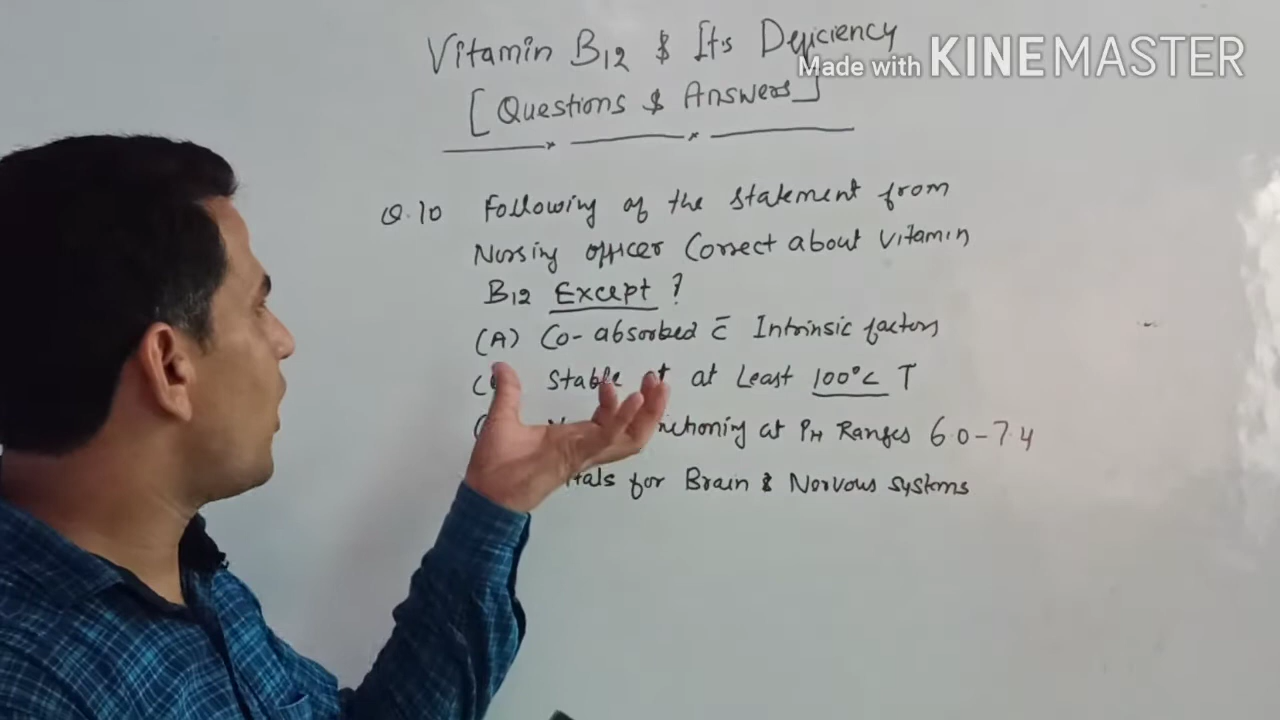 Vitamin B12 & It's Deficiency
Made with KINEMASTER
[Questions & Answers]
Q.10 Following of the statement from
Nursing officer Correct about vitamin
B12 Except ?
(A) Co-absorbed c̄ Intrinsic factors
Stable at at Least 100°C T
at PH Ranges 6.0-7.4
for Brain & Nervous systems